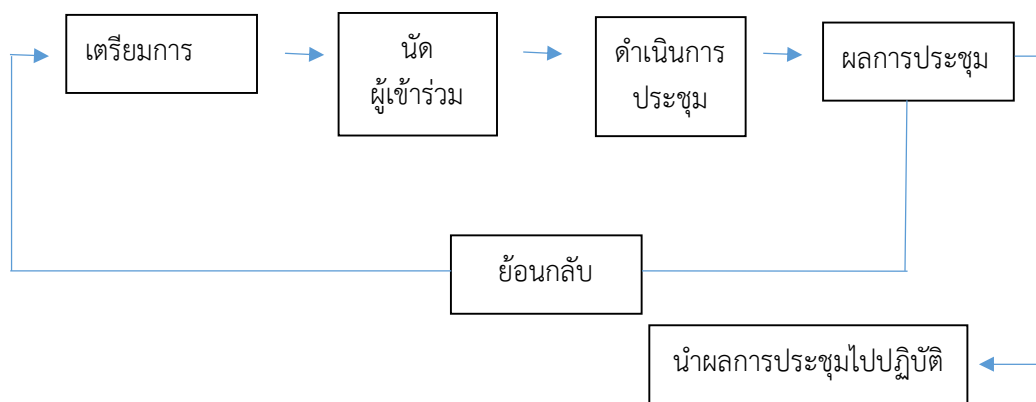 เตรียมการ
นัด
ผู้เข้าร่วม
ดำเนินการ
ประชุม
ผลการประชุม
ย้อนกลับ
นำผลการประชุมไปปฏิบัติ